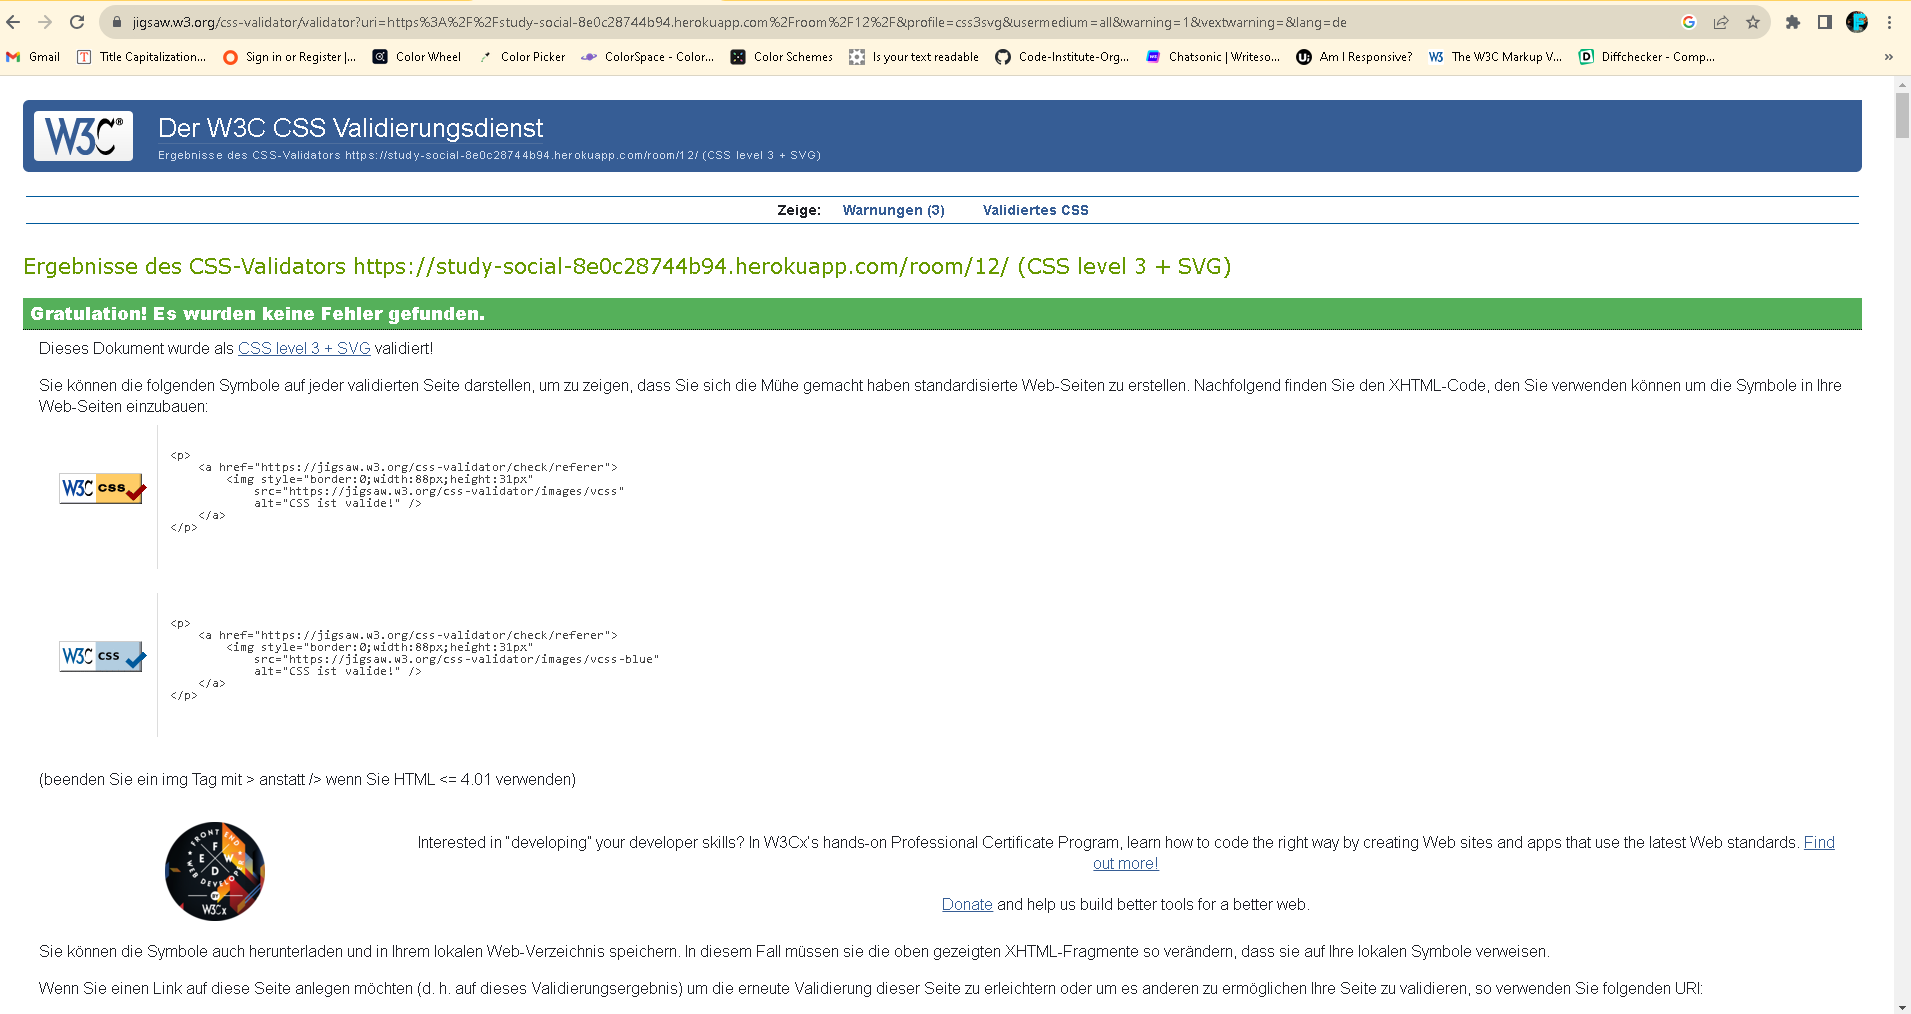 jigsaw.w3.org/css-validator/validator?uri=https%3A%2F%2Fstudy-social-8e0c28744b94.herokuapp.com%2Froom%2F12%2F&profile=css3svg&usermedium=all&warning=1&vextwarning=&lang=de
Gmail Title Capitalization... Sign in or Register |... Color Wheel Color Picker ColorSpace - Color... Color Schemes Is your text readable Code-Institute-Org... Chatsonic | Writeso... Am I Responsive? The W3C Markup V... Diffchecker - Comp... »
W3C® Der W3C CSS Validierungsdienst
Ergebnisse des CSS-Validators https://study-social-8e0c28744b94.herokuapp.com/room/12/ (CSS level 3 + SVG)
Zeige: Warnungen (3) Validiertes CSS
Ergebnisse des CSS-Validators https://study-social-8e0c28744b94.herokuapp.com/room/12/ (CSS level 3 + SVG)
Gratulation! Es wurden keine Fehler gefunden.
Dieses Dokument wurde als CSS level 3 + SVG validiert!
Sie können die folgenden Symbole auf jeder validierten Seite darstellen, um zu zeigen, dass Sie sich die Mühe gemacht haben standardisierte Web-Seiten zu erstellen. Nachfolgend finden Sie den XHTML-Code, den Sie verwenden können um die Symbole in Ihre
Web-Seiten einzubauen:
W3C css
<p>
<a href="https://jigsaw.w3.org/css-validator/check/referer">
<img style="border:0;width:88px;height:31px"
src="https://jigsaw.w3.org/css-validator/images/vcss"
alt="CSS ist valide!" />
</a>
</p>
W3C css
<p>
<a href="https://jigsaw.w3.org/css-validator/check/referer">
<img style="border:0;width:88px;height:31px"
src="https://jigsaw.w3.org/css-validator/images/vcss-blue"
alt="CSS ist valide!" />
</a>
</p>
(beenden Sie ein img Tag mit > anstatt /> wenn Sie HTML <= 4.01 verwenden)
FRONT END
WEB DEVELOPER
F
E W
D
W3Cx
Interested in "developing" your developer skills? In W3Cx's hands-on Professional Certificate Program, learn how to code the right way by creating Web sites and apps that use the latest Web standards. Find
out more!
Donate and help us build better tools for a better web.
Sie können die Symbole auch herunterladen und in Ihrem lokalen Web-Verzeichnis speichern. In diesem Fall müssen sie die oben gezeigten XHTML-Fragmente so verändern, dass sie auf Ihre lokalen Symbole verweisen.
Wenn Sie einen Link auf diese Seite anlegen möchten (d. h. auf dieses Validierungsergebnis) um die erneute Validierung dieser Seite zu erleichtern oder um es anderen zu ermöglichen Ihre Seite zu validieren, so verwenden Sie folgenden URI: